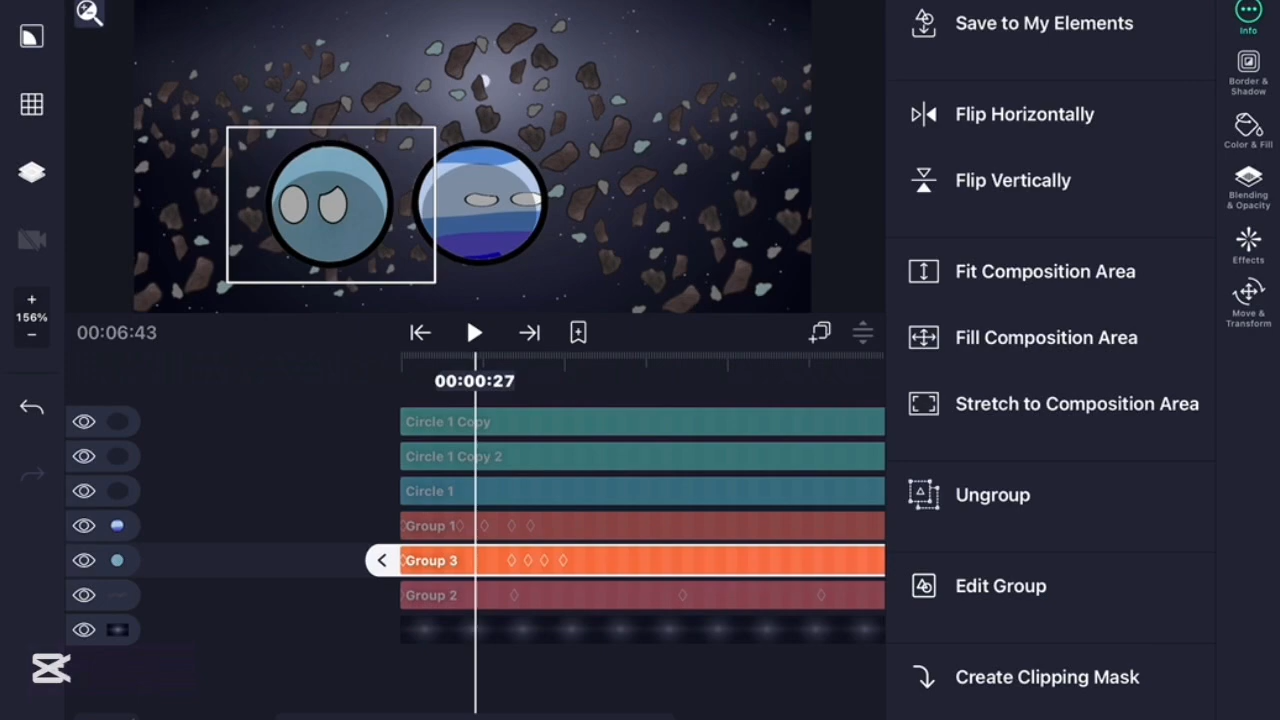 Save to My Elements
Info
Border &
Shadow
Flip Horizontally
Color & Fill
Flip Vertically
Blending
& Opacity
Effects
Fit Composition Area
+
156%
−
Move &
Transform
00:06:43
Fill Composition Area
00:00:27
Stretch to Composition Area
Circle 1 Copy
Circle 1 Copy 2
Circle 1
Ungroup
Group 1
Group 3
Edit Group
Group 2
Create Clipping Mask